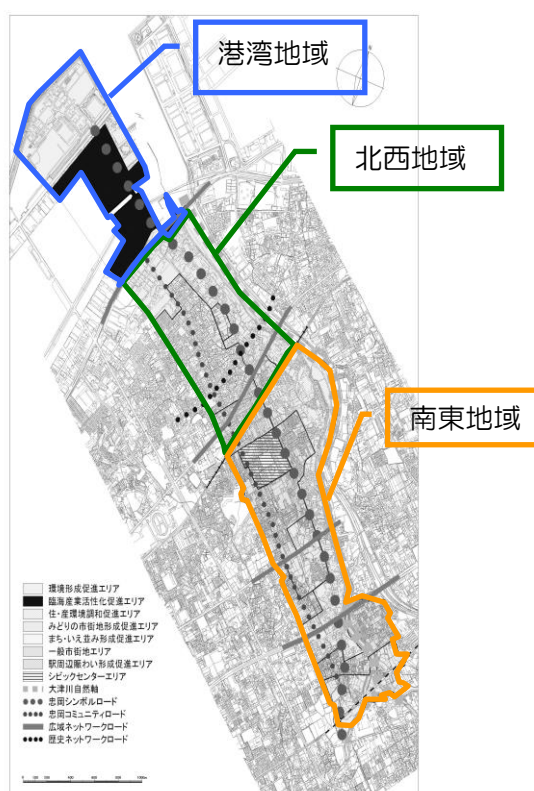 港湾地域
北西地域
南東地域
環境形成促進エリア
臨海産業活性化促進エリア
住・産環境調和促進エリア
みどりの市街地形成促進エリア
まち・いえ並み形成促進エリア
一般市街地エリア
駅周辺賑わい形成促進エリア
シビックセンターエリア
大津川自然軸
忠岡シンボルロード
忠岡コミュニティロード
広域ネットワークロード
歴史ネットワークロード